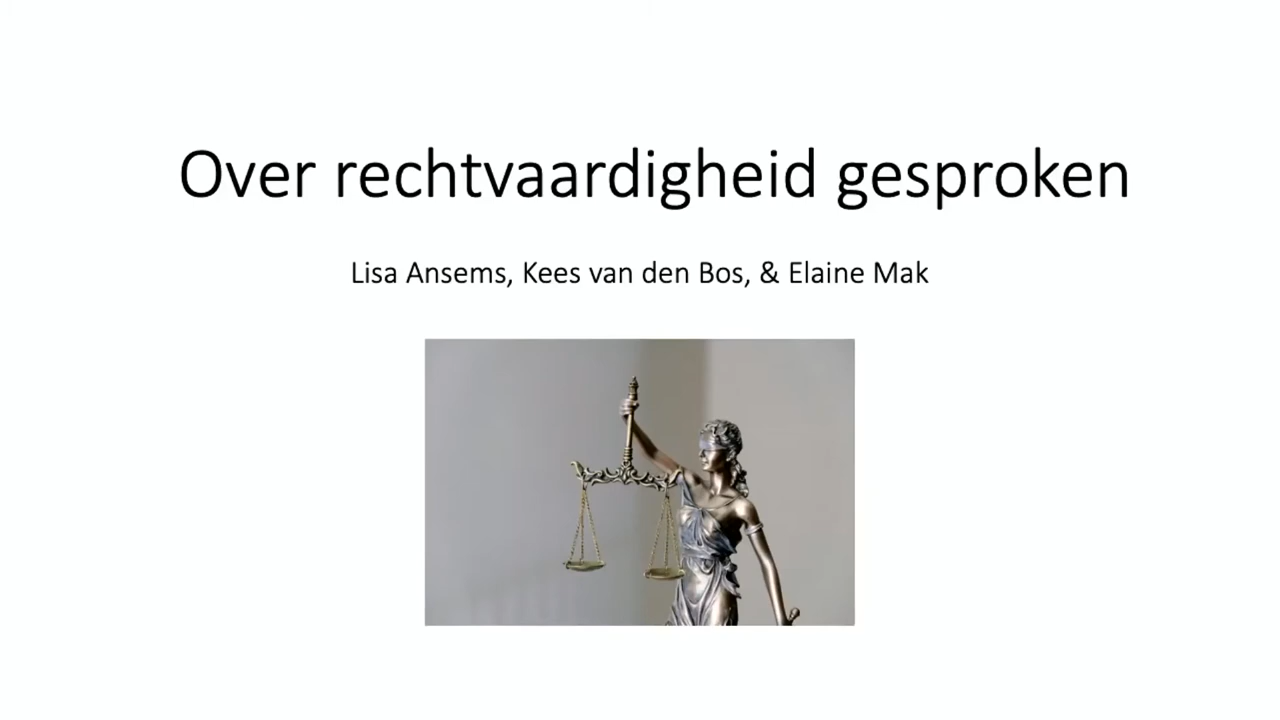 Over rechtvaardigheid gesproken
Lisa Ansems, Kees van den Bos, & Elaine Mak